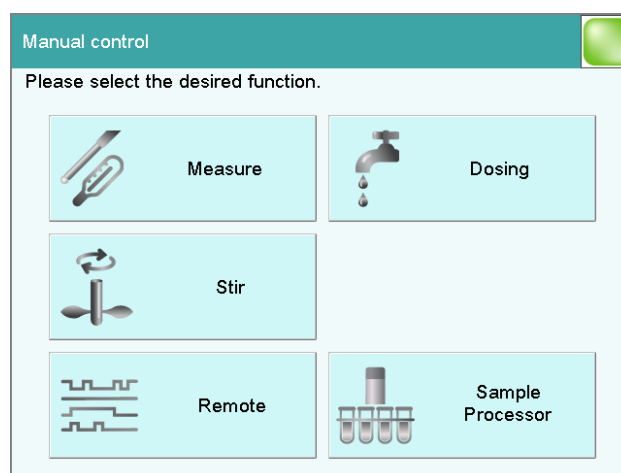 Manual control
Please select the desired function.
Measure
Dosing
Stir
Remote
Sample
Processor